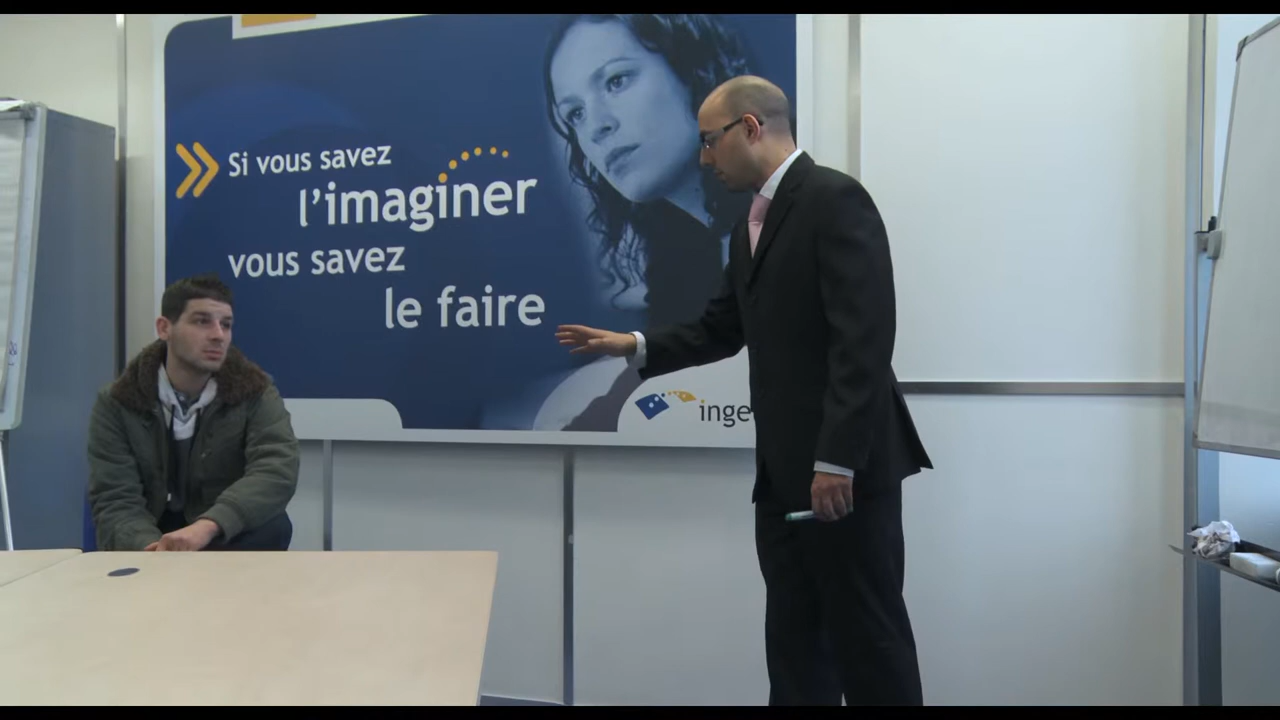 Si vous savez
l'imaginer
vous savez
le faire
inge